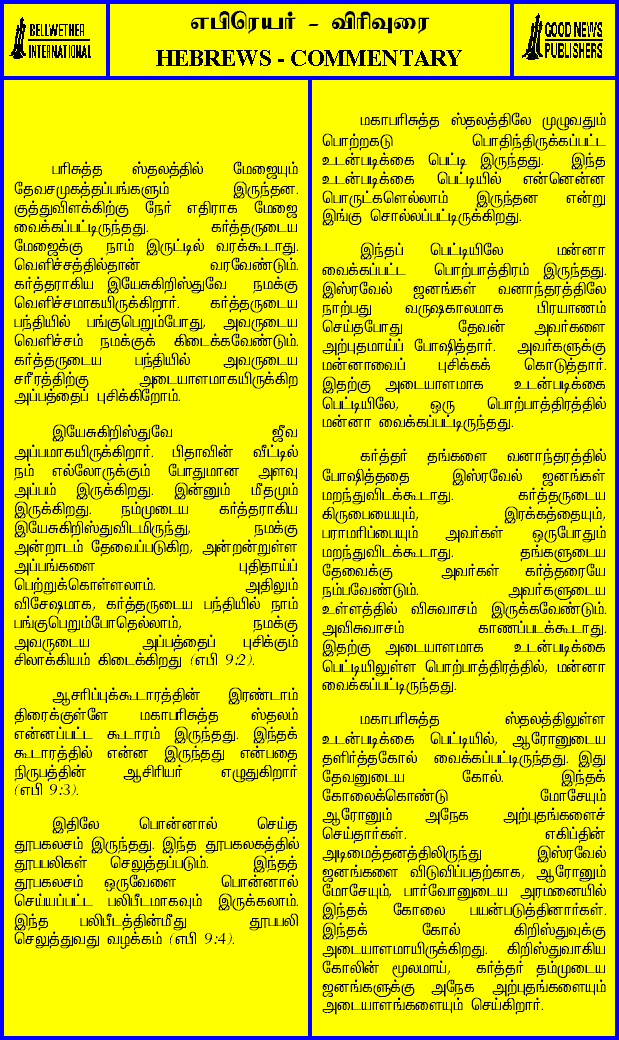 BELLWETHER
INTERNATIONAL
எபிரெயர் - விரிவுரை
HEBREWS - COMMENTARY
GOOD NEWS
PUBLISHERS
பரிசுத்த ஸ்தலத்தில் மேஜையும்
தேவசமுகத்தப்பங்களும் இருந்தன.
குத்துவிளக்கிற்கு நேர் எதிராக மேஜை
வைக்கப்பட்டிருந்தது. கர்த்தருடைய
மேஜைக்கு நாம் இருட்டில் வரக்கூடாது.
வெளிச்சத்தில்தான் வரவேண்டும்.
கர்த்தராகிய இயேசுகிறிஸ்துவே நமக்கு
வெளிச்சமாகயிருக்கிறார். கர்த்தருடைய
பந்தியில் பங்குபெறும்போது, அவருடைய
வெளிச்சம் நமக்குக் கிடைக்கவேண்டும்.
கர்த்தருடைய பந்தியில் அவருடைய
சரீரத்திற்கு அடையாளமாகயிருக்கிற
அப்பத்தைப் புசிக்கிறோம்.
இயேசுகிறிஸ்துவே ஜீவ
அப்பமாகயிருக்கிறார். பிதாவின் வீட்டில்
நம் எல்லோருக்கும் போதுமான அளவு
அப்பம் இருக்கிறது. இன்னும் மீதமும்
இருக்கிறது. நம்முடைய கர்த்தராகிய
இயேசுகிறிஸ்துவிடமிருந்து, நமக்கு
அன்றாடம் தேவைப்படுகிற, அன்றன்றுள்ள
அப்பங்களை புதிதாய்ப்
பெற்றுக்கொள்ளலாம். அதிலும்
விசேஷமாக, கர்த்தருடைய பந்தியில் நாம்
பங்குபெறும்போதெல்லாம், நமக்கு
அவருடைய அப்பத்தைப் புசிக்கும்
சிலாக்கியம் கிடைக்கிறது (எபி 9:2).
ஆசரிப்புக்கூடாரத்தின் இரண்டாம்
திரைக்குள்ளே மகாபரிசுத்த ஸ்தலம்
என்னப்பட்ட கூடாரம் இருந்தது. இந்தக்
கூடாரத்தில் என்ன இருந்தது என்பதை
நிருபத்தின் ஆசிரியர் எழுதுகிறார்
(எபி 9:3).
இதிலே பொன்னால் செய்த
தூபகலசம் இருந்தது. இந்த தூபகலகத்தில்
தூபபலிகள் செலுத்தப்படும். இந்தத்
தூபகலசம் ஒருவேளை பொன்னால்
செய்யப்பட்ட பலிபீடமாகவும் இருக்கலாம்.
இந்த பலிபீடத்தின்மீது தூபபலி
செலுத்துவது வழக்கம் (எபி 9:4).
மகாபரிசுத்த ஸ்தலத்திலே முழுவதும்
பொற்றகடு பொதிந்திருக்கப்பட்ட
உடன்படிக்கை பெட்டி இருந்தது. இந்த
உடன்படிக்கை பெட்டியில் என்னென்ன
பொருட்களெல்லாம் இருந்தன என்று
இங்கு சொல்லப்பட்டிருக்கிறது.
இந்தப் பெட்டியிலே மன்னா
வைக்கப்பட்ட பொற்பாத்திரம் இருந்தது.
இஸ்ரவேல் ஜனங்கள் வனாந்தரத்திலே
நாற்பது வருஷகாலமாக பிரயாணம்
செய்தபோது தேவன் அவர்களை
அற்புதமாய்ப் போஷித்தார். அவர்களுக்கு
மன்னாவைப் புசிக்கக் கொடுத்தார்.
இதற்கு அடையாளமாக உடன்படிக்கை
பெட்டியிலே, ஒரு பொற்பாத்திரத்தில்
மன்னா வைக்கப்பட்டிருந்தது.
கர்த்தர் தங்களை வனாந்தரத்தில்
போஷித்ததை இஸ்ரவேல் ஜனங்கள்
மறந்துவிடக்கூடாது. கர்த்தருடைய
கிருபையையும், இரக்கத்தையும்,
பராமரிப்பையும் அவர்கள் ஒருபோதும்
மறந்துவிடக்கூடாது. தங்களுடைய
தேவைக்கு அவர்கள் கர்த்தரையே
நம்பவேண்டும். அவர்களுடைய
உள்ளத்தில் விசுவாசம் இருக்கவேண்டும்.
அவிசுவாசம் காணப்படக்கூடாது.
இதற்கு அடையாளமாக உடன்படிக்கை
பெட்டியிலுள்ள பொற்பாத்திரத்தில், மன்னா
வைக்கப்பட்டிருந்தது.
மகாபரிசுத்த ஸ்தலத்திலுள்ள
உடன்படிக்கை பெட்டியில், ஆரோனுடைய
தளிர்த்தகோல் வைக்கப்பட்டிருந்தது. இது
தேவனுடைய கோல். இந்தக்
கோலைக்கொண்டு மோசேயும்
ஆரோனும் அநேக அற்புதங்களைச்
செய்தார்கள். எகிப்தின்
அடிமைத்தனத்திலிருந்து இஸ்ரவேல்
ஜனங்களை விடுவிப்பதற்காக, ஆரோனும்
மோசேயும், பார்வோனுடைய அரமனையில்
இந்தக் கோலை பயன்படுத்தினார்கள்.
இந்தக் கோல் கிறிஸ்துவுக்கு
அடையாளமாயிருக்கிறது. கிறிஸ்துவாகிய
கோலின் மூலமாய், கர்த்தர் தம்முடைய
ஜனங்களுக்கு அநேக அற்புதங்களையும்
அடையாளங்களையும் செய்கிறார்.